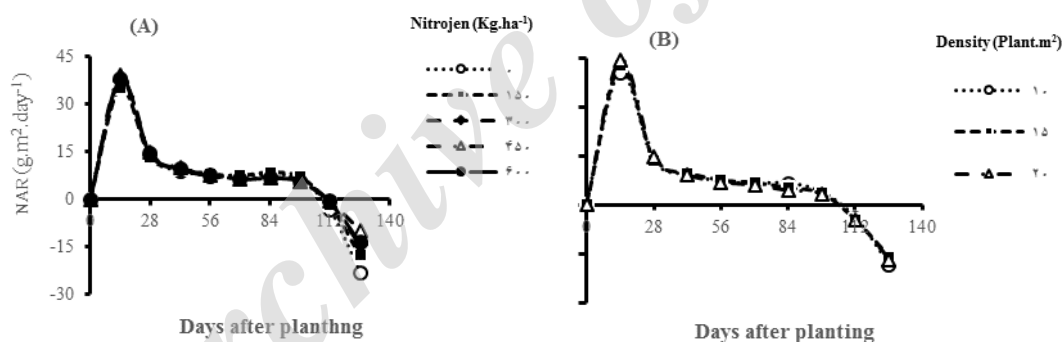 (A)
Nitrojen (Kg.ha-1)
۰
۱۵۰
۳۰۰
۴۵۰
۶۰۰
NAR (g.m².day-1)
45
30
15
0
-15
-30
0 28 56 84 112 140
Days after planthng
(B)
Density (Plant.m²)
۱۰
۱۵
۲۰
0 28 56 84 112 140
Days after planting
Archive of